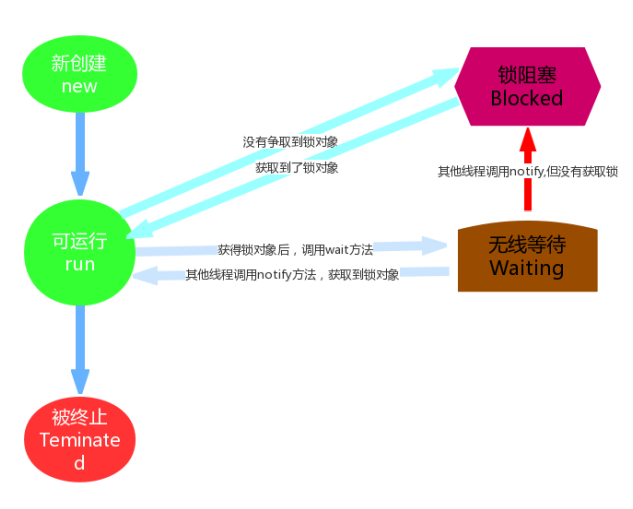 新创建
new
锁阻塞
Blocked
没有争取到锁对象
获取到了锁对象
其他线程调用notify,但没有获取锁
可运行
run
获得锁对象后，调用wait方法
其他线程调用notify方法，获取到锁对象
无线等待
Waiting
被终止
Teminate
d